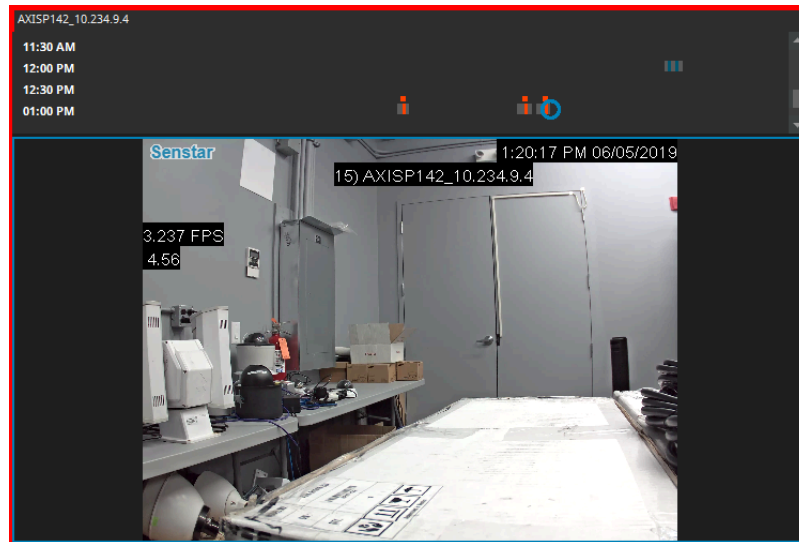 AXISP142_10.234.9.4
11:30 AM
12:00 PM
12:30 PM
01:00 PM
Senstar
1:20:17 PM 06/05/2019
15) AXISP142_10.234.9.4
3.237 FPS
4.56